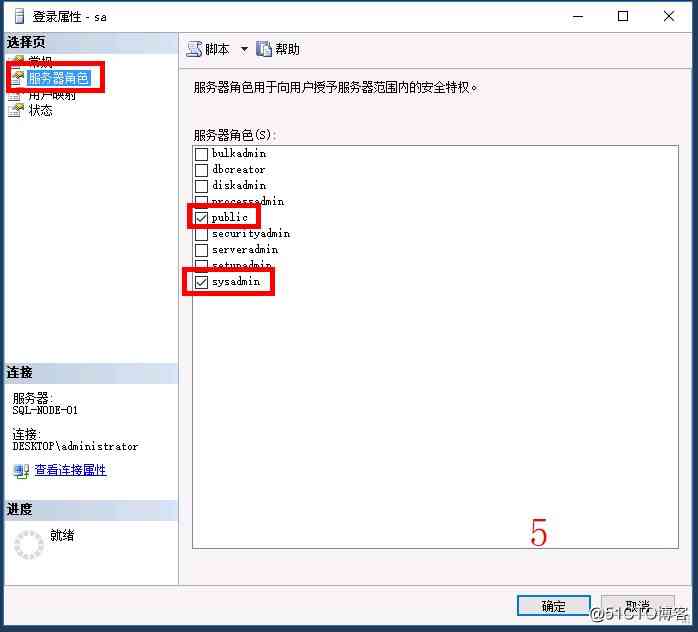 登录属性 - sa
选择页
常规
服务器角色
用户映射
状态
脚本
帮助
服务器角色用于向用户授予服务器范围内的安全特权。
服务器角色(S):
bulkadmin
dbcreator
diskadmin
processadmin
public
securityadmin
serveradmin
setupadmin
sysadmin
连接
服务器:
SQL-NODE-01
连接:
DESKTOP\administrator
查看连接属性
进度
就绪
5
确定
取消
@51CTO博客